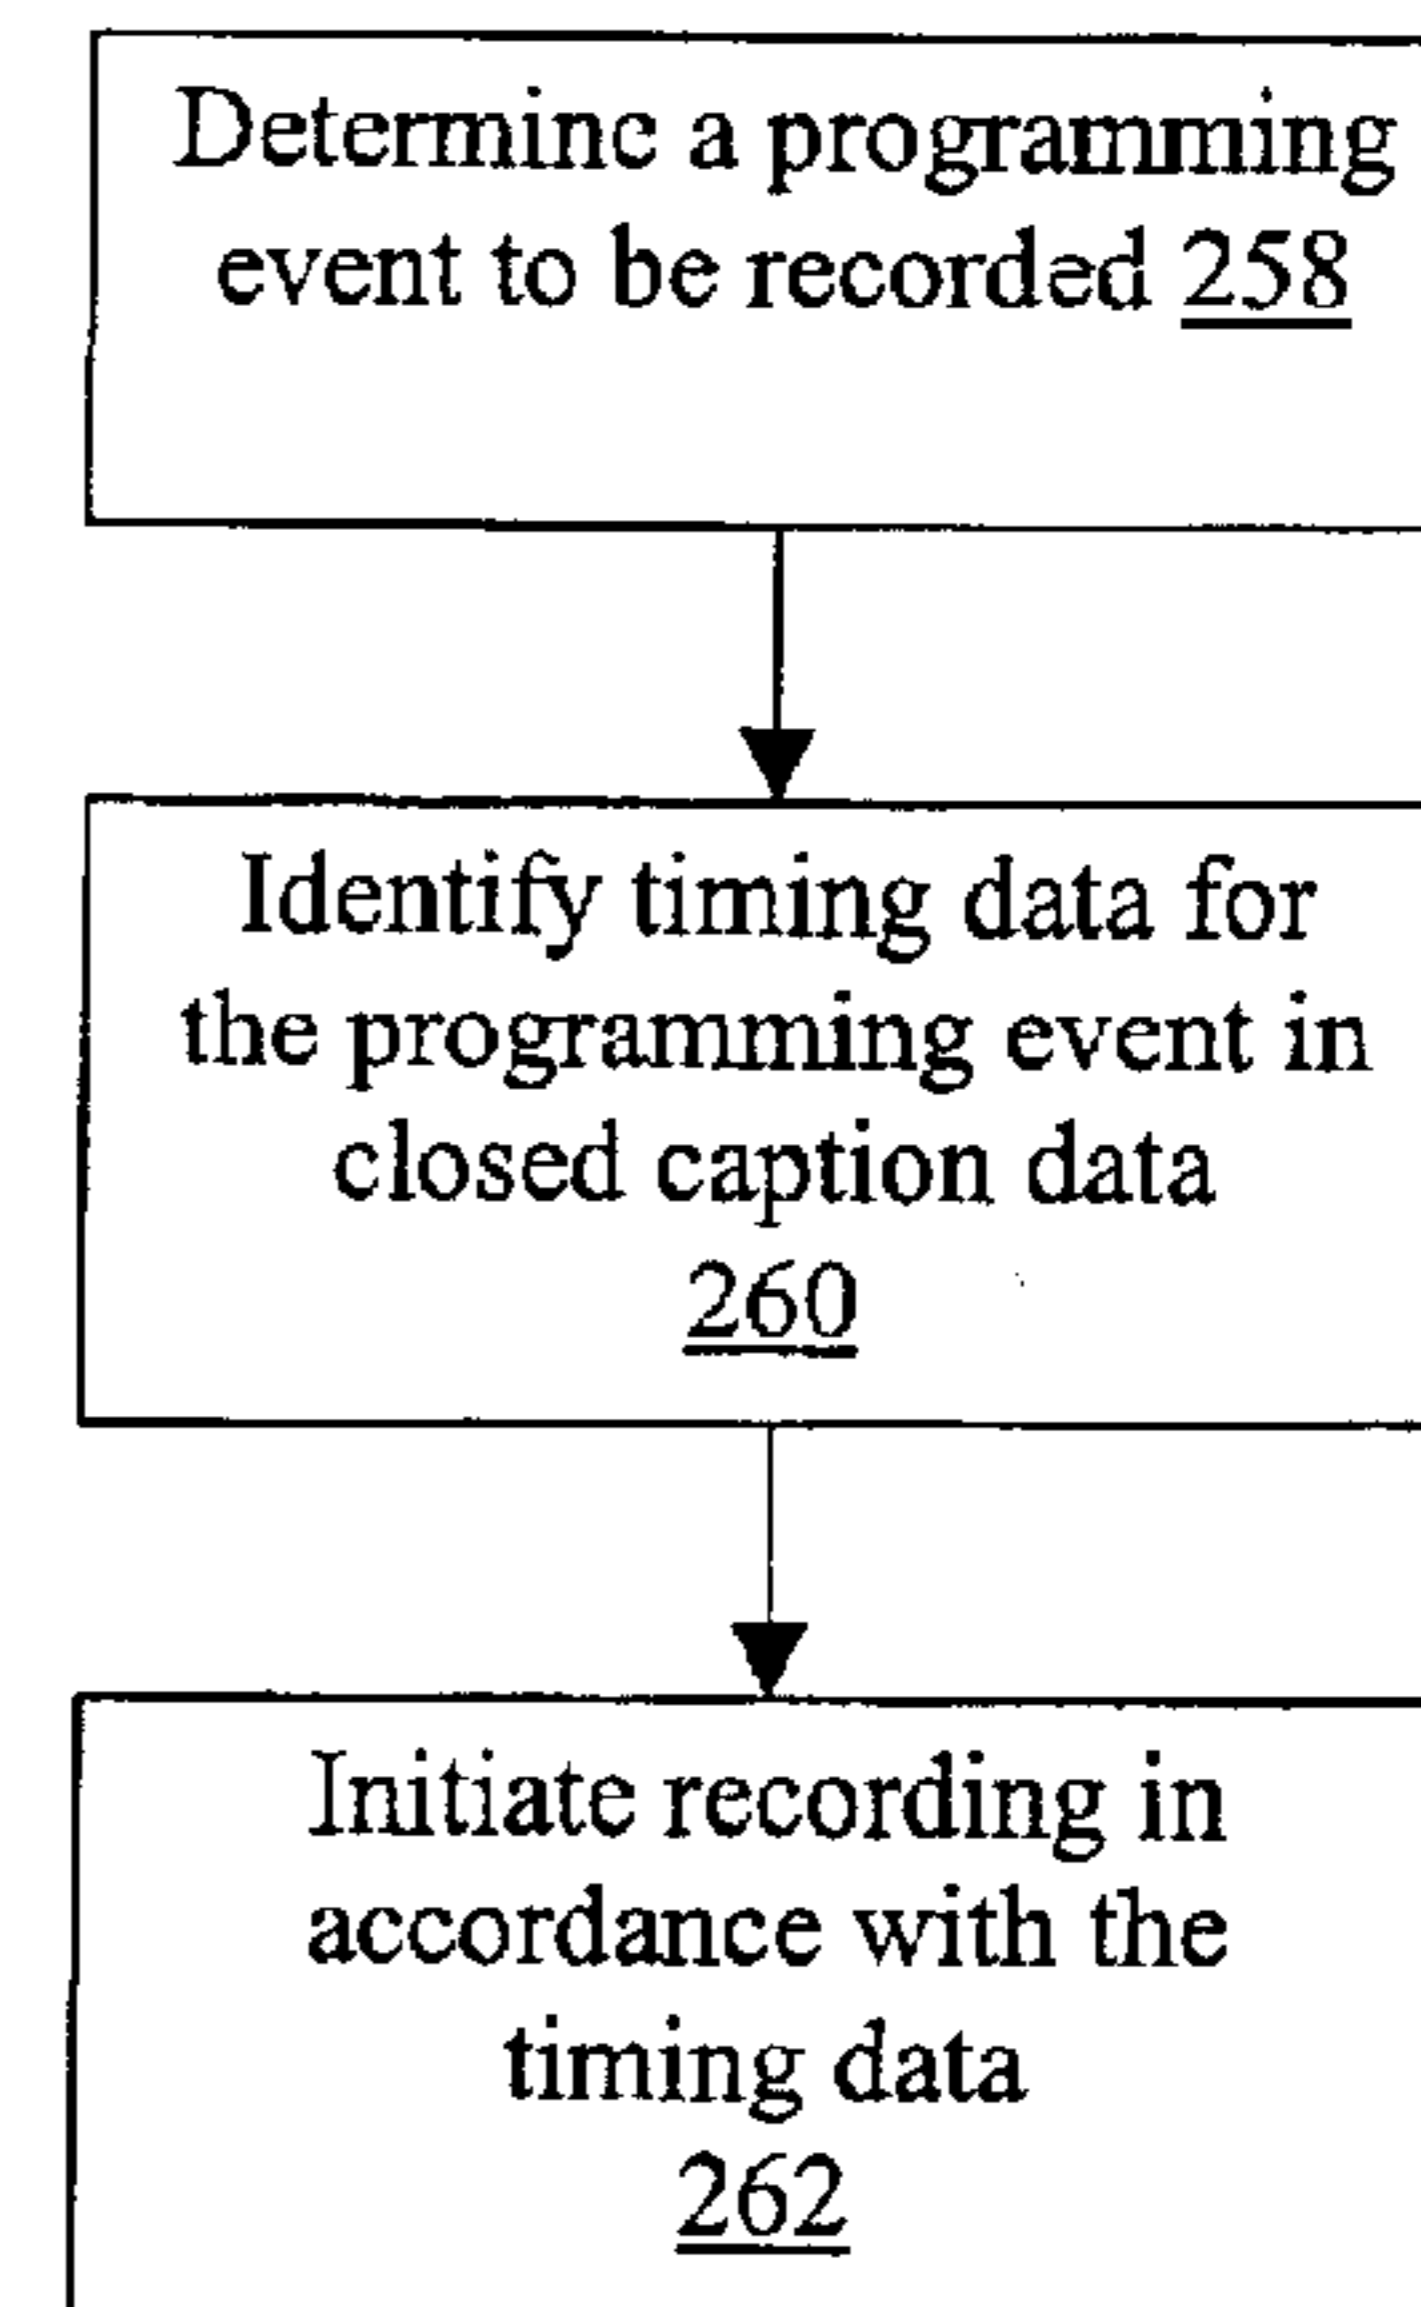 Determine a programming
event to be recorded 258
Identify timing data for
the programming event in
closed caption data
260
Initiate recording in
accordance with the
timing data
262